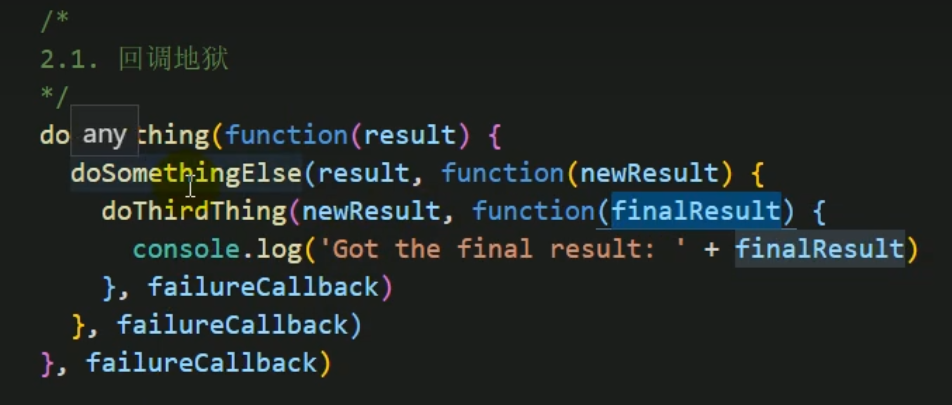 /*
2.1. 回调地狱
*/
do any thing(function(result) {
doSomethingElse(result, function(newResult) {
doThirdThing(newResult, function(finalResult) {
console.log('Got the final result: ' + finalResult)
}, failureCallback)
}, failureCallback)
}, failureCallback)